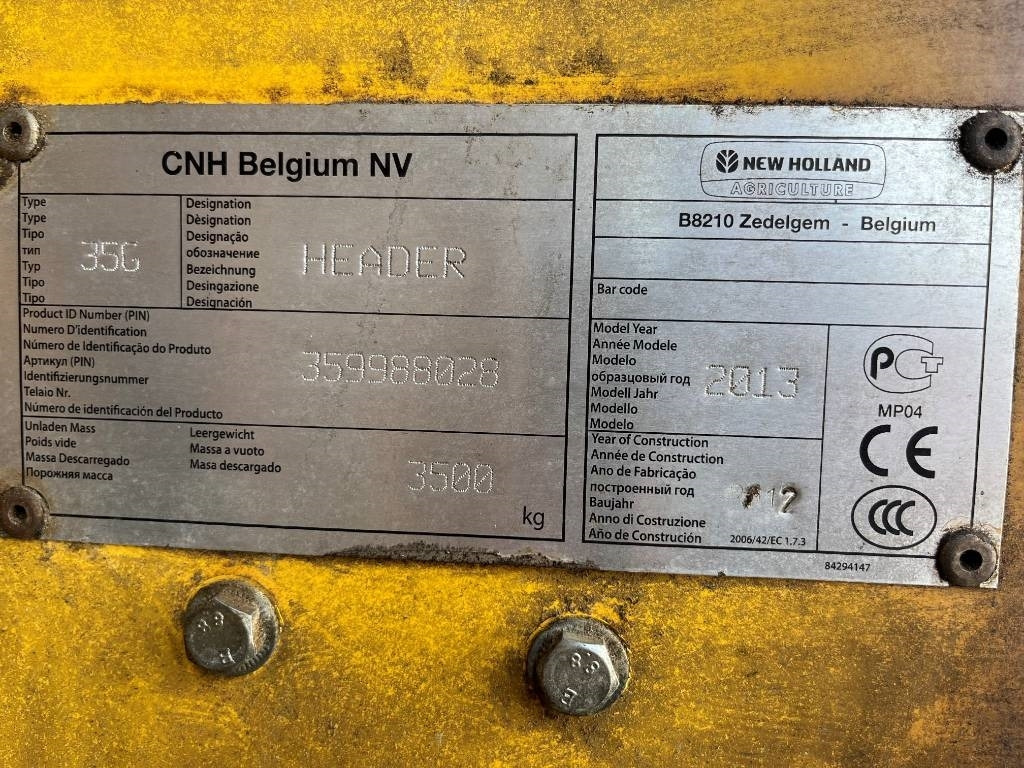 CNH Belgium NV
Type
Type
Tipo
тип
Typ
Tipo
Tipo
35G
Designation
Dèsignation
Designação
обозначение
Bezeichnung
Desingazione
Designación
HEADER
Product ID Number (PIN)
Numero D'identification
Número de Identificação do Produto
Артикул (PIN)
Identifizierungsnummer
Telaio Nr.
Número de identificación del Producto
359988028
Unladen Mass
Poids vide
Massa Descarregado
Порожняя масса
Leergewicht
Massa a vuoto
Masa descargado
3500
kg
NEW HOLLAND
AGRICULTURE
B8210 Zedelgem - Belgium
Bar code
Model Year
Année Modele
Modelo
образцовый год
Modell Jahr
Modello
Modelo
2013
Year of Construction
Année de Construction
Ano de Fabricação
построенный год
Baujahr
Anno di Costruzione
Año de Construción
2006/42/EC 1.7.3
РСТ
MP04
CE
CCC
84294147
8.8
8.8